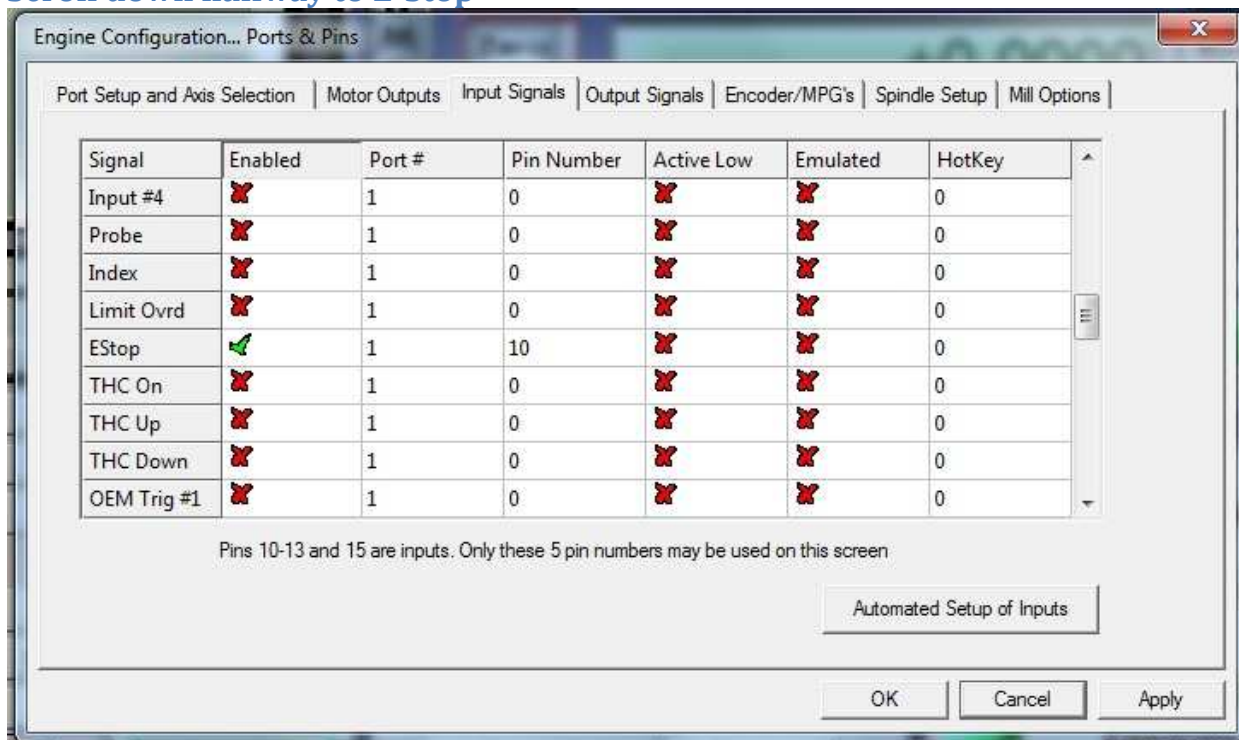 Scroll down halfway to E-Stop
Engine Configuration... Ports & Pins
Port Setup and Axis Selection Motor Outputs Input Signals Output Signals Encoder/MPG's Spindle Setup Mill Options
Signal Enabled Port # Pin Number Active Low Emulated HotKey
Input #4 1 0 0
Probe 1 0 0
Index 1 0 0
Limit Ovrd 1 0 0
EStop 1 10 0
THC On 1 0 0
THC Up 1 0 0
THC Down 1 0 0
OEM Trig #1 1 0 0
Pins 10-13 and 15 are inputs. Only these 5 pin numbers may be used on this screen
Automated Setup of Inputs
OK Cancel Apply